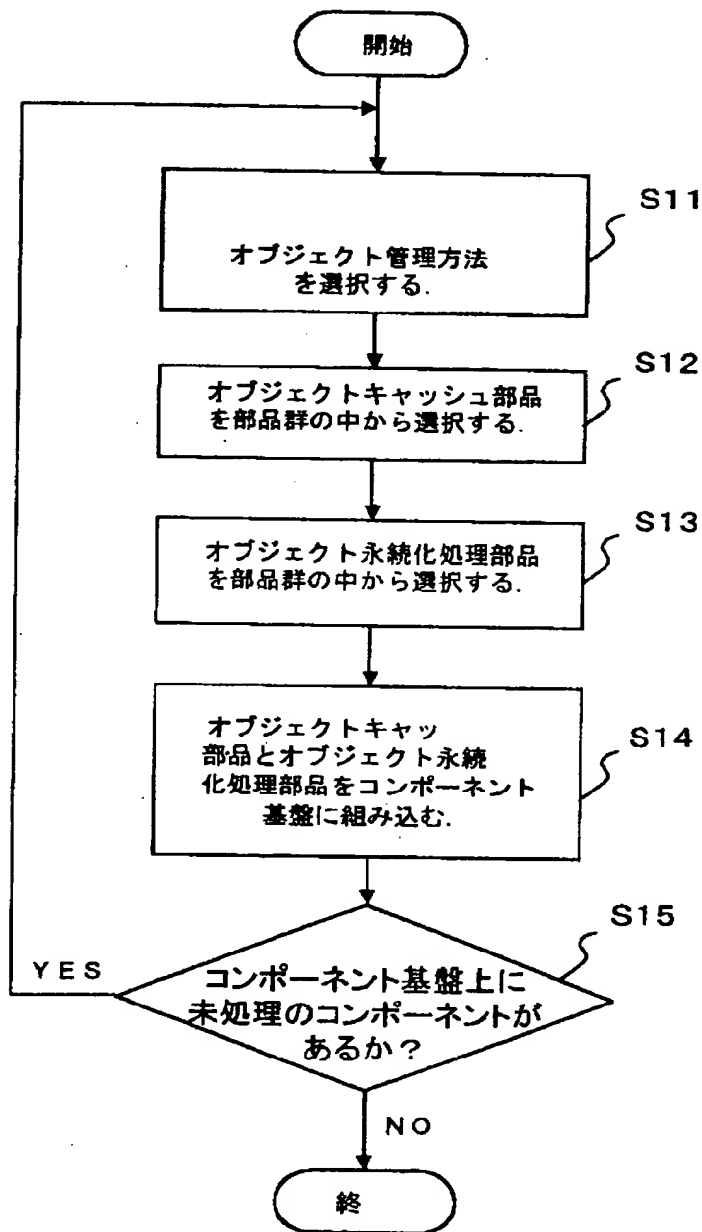 開始
S11
オブジェクト管理方法
を選択する.
S12
オブジェクトキャッシュ部品
を部品群の中から選択する.
S13
オブジェクト永続化処理部品
を部品群の中から選択する.
S14
オブジェクトキャッ
部品とオブジェクト永続
化処理部品をコンポーネント
基盤に組み込む.
S15
コンポーネント基盤上に
未処理のコンポーネントが
あるか？
YES
NO
終